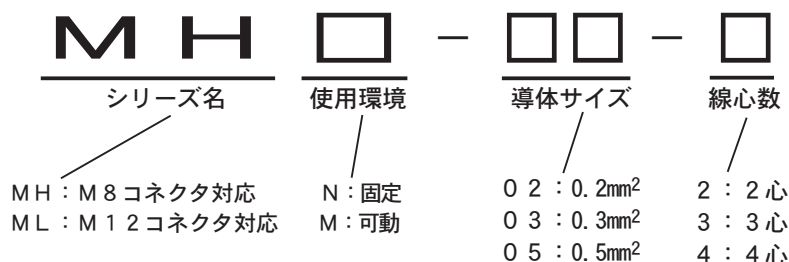 MH□－□□－□
シリーズ名 使用環境 導体サイズ 線心数
MH：M8コネクタ対応 N：固定 02：0.2mm² 2：2心
ML：M12コネクタ対応 M：可動 03：0.3mm² 3：3心
05：0.5mm² 4：4心